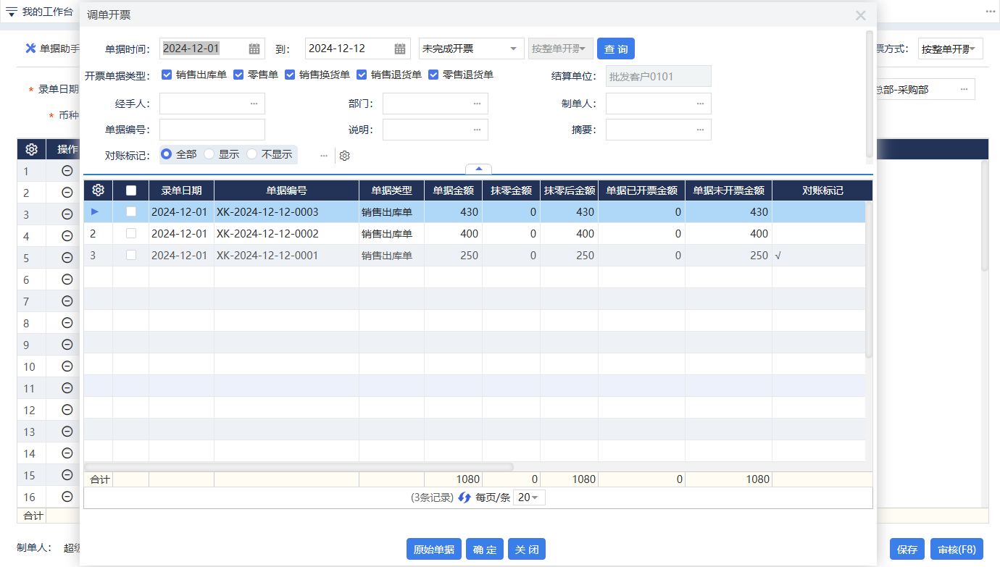 我的工作台
调单开票
单据助手
单据时间： 2024-12-01 到： 2024-12-12 未完成开票 按整单开票 查 询
票方式： 按整单开票
开票单据类型： 销售出库单 零售单 销售换货单 销售退货单 零售退货单 结算单位： 批发客户0101
* 录单日期
总部-采购部
经手人： 部门： 制单人：
* 币种
单据编号： 说明： 摘要：
对账标记： 全部 显示 不显示
操作
录单日期 单据编号 单据类型 单据金额 抹零金额 抹零后金额 单据已开票金额 单据未开票金额 对账标记
2024-12-01 XK-2024-12-12-0003 销售出库单 430 0 430 0 430
2 2024-12-01 XK-2024-12-12-0002 销售出库单 400 0 400 0 400
3 2024-12-01 XK-2024-12-12-0001 销售出库单 250 0 250 0 250 √
合计 1080 0 1080 0 1080
(3条记录) 每页/条 20
1
2
3
4
5
6
7
8
9
10
11
12
13
14
15
16
合计
制单人： 超级
原始单据 确 定 关 闭
保存 审核(F8)